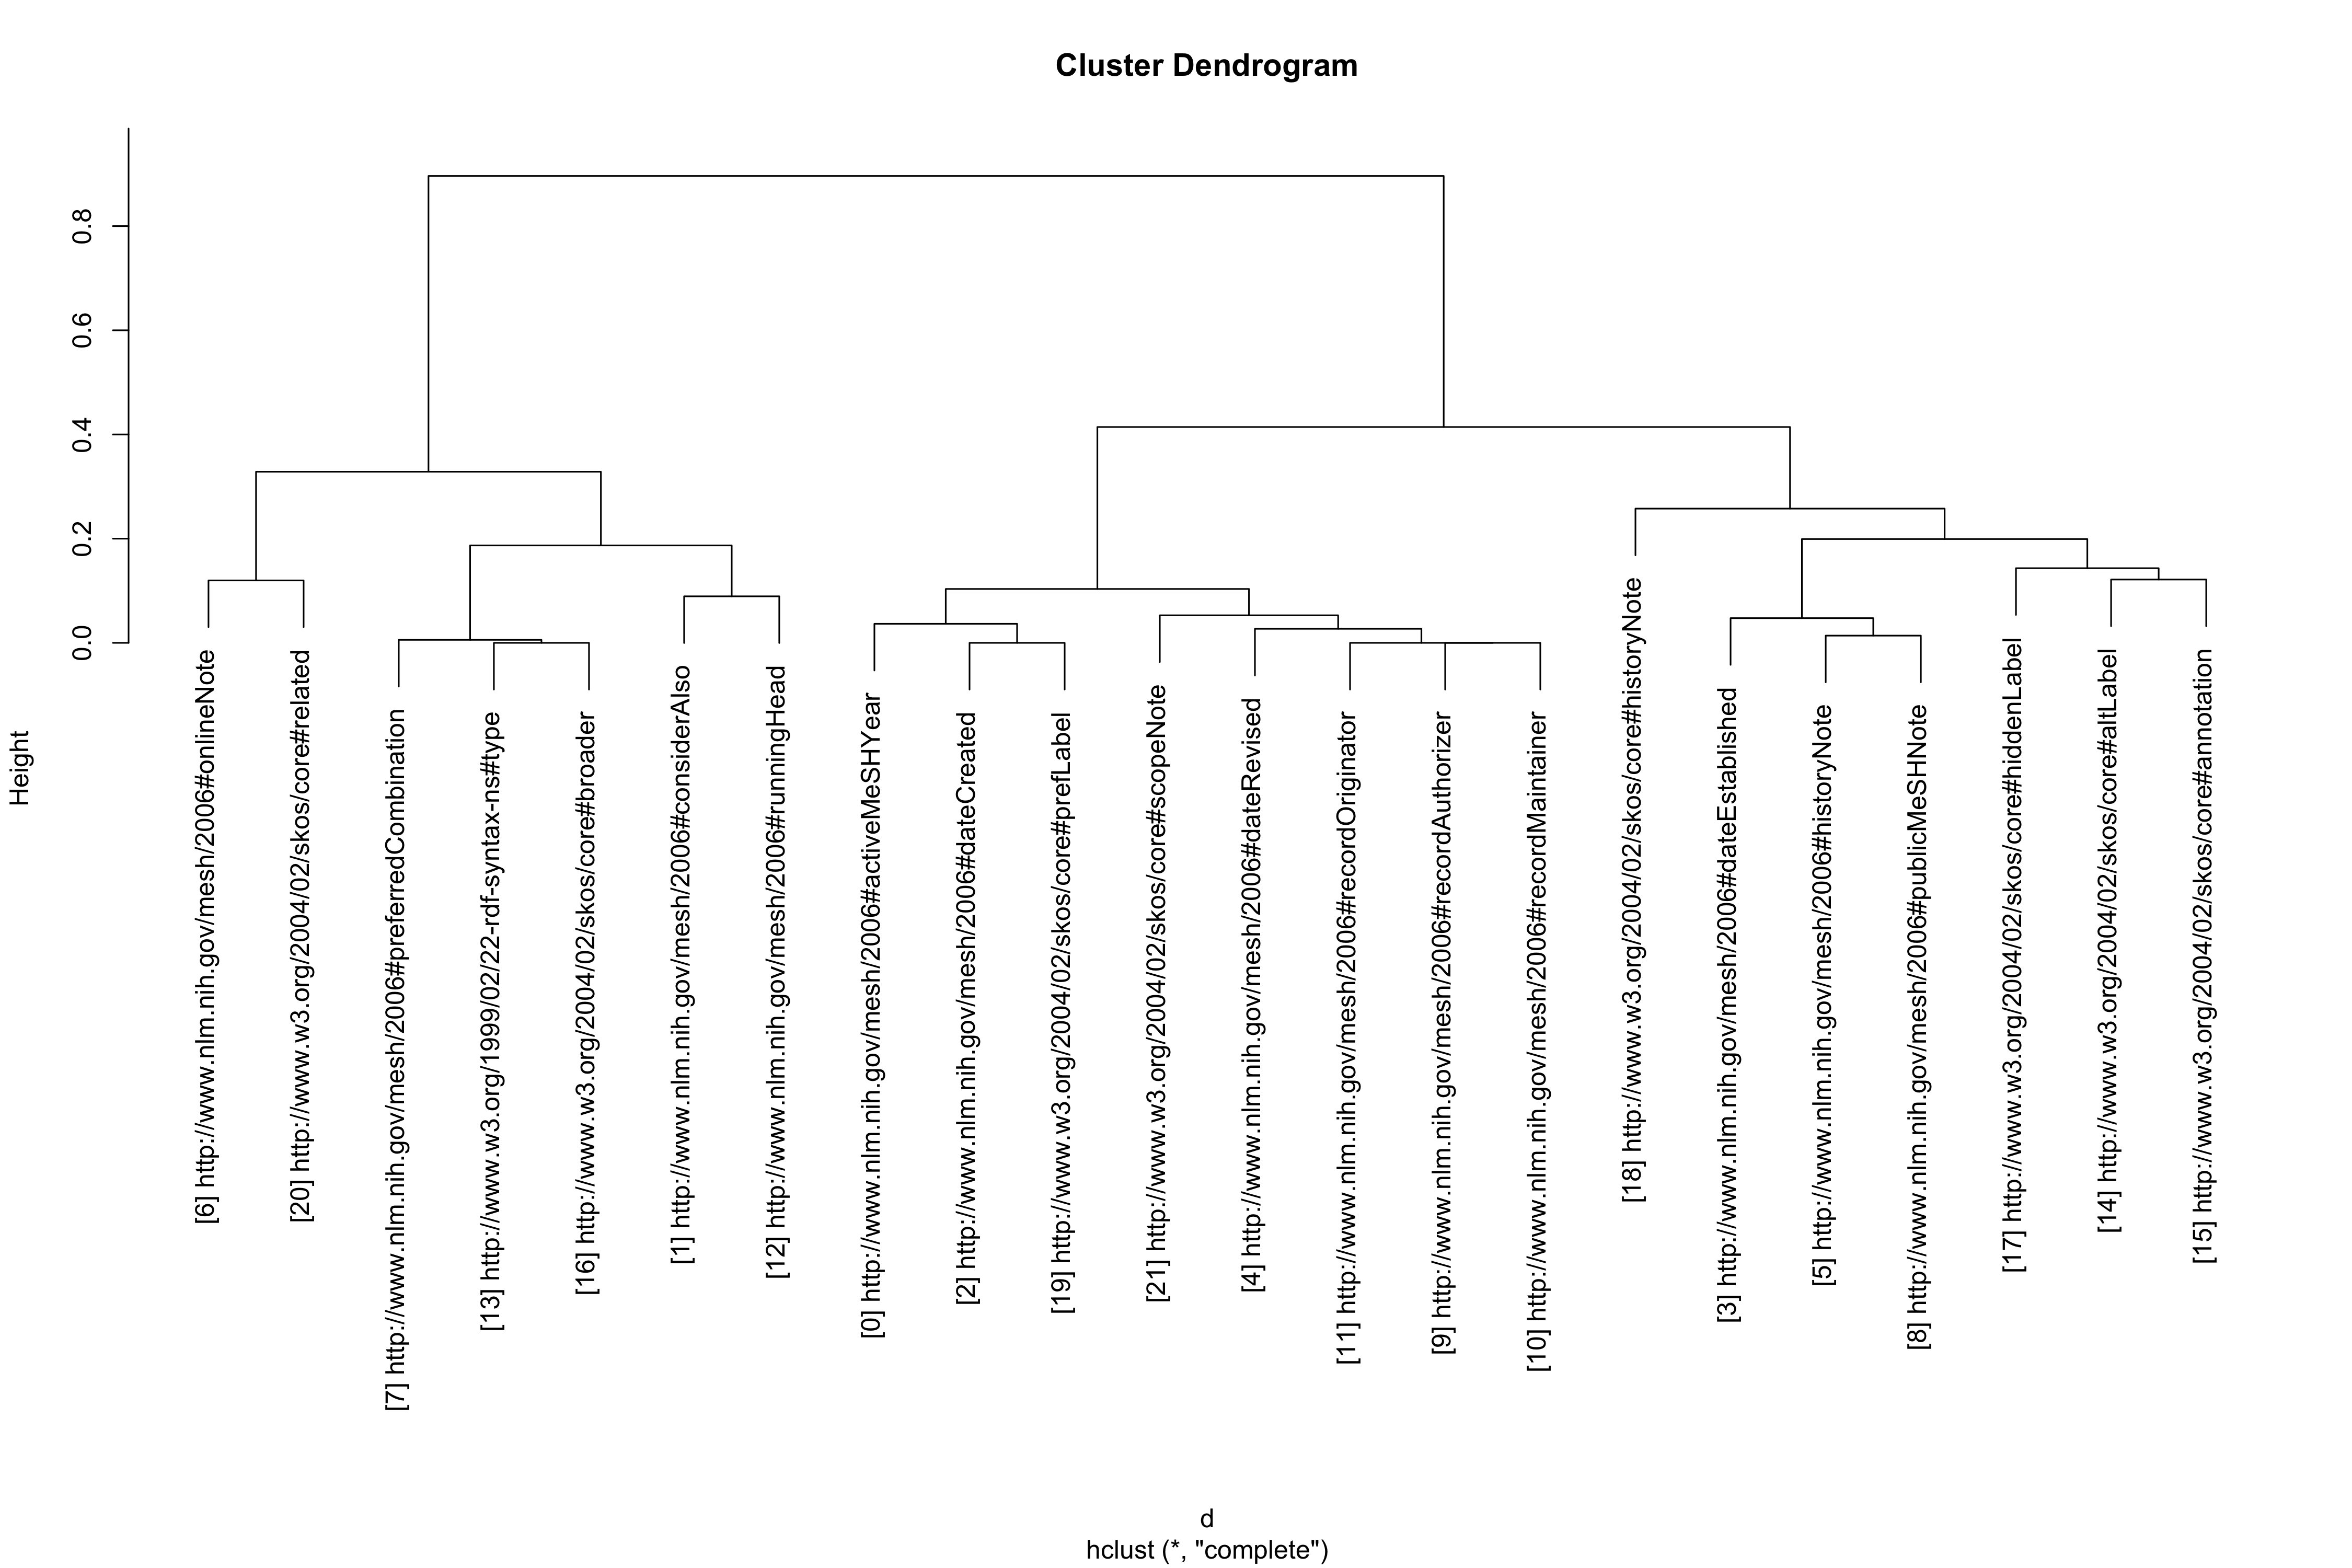 Cluster Dendrogram
Height
0.0
0.2
0.4
0.6
0.8
[6] http://www.nlm.nih.gov/mesh/2006#onlineNote
[20] http://www.w3.org/2004/02/skos/core#related
[7] http://www.nlm.nih.gov/mesh/2006#preferredCombination
[13] http://www.w3.org/1999/02/22-rdf-syntax-ns#type
[16] http://www.w3.org/2004/02/skos/core#broader
[1] http://www.nlm.nih.gov/mesh/2006#considerAlso
[12] http://www.nlm.nih.gov/mesh/2006#runningHead
[0] http://www.nlm.nih.gov/mesh/2006#activeMeSHYear
[2] http://www.nlm.nih.gov/mesh/2006#dateCreated
[19] http://www.w3.org/2004/02/skos/core#prefLabel
[21] http://www.w3.org/2004/02/skos/core#scopeNote
[4] http://www.nlm.nih.gov/mesh/2006#dateRevised
[11] http://www.nlm.nih.gov/mesh/2006#recordOriginator
[9] http://www.nlm.nih.gov/mesh/2006#recordAuthorizer
[10] http://www.nlm.nih.gov/mesh/2006#recordMaintainer
[18] http://www.w3.org/2004/02/skos/core#historyNote
[3] http://www.nlm.nih.gov/mesh/2006#dateEstablished
[5] http://www.nlm.nih.gov/mesh/2006#historyNote
[8] http://www.nlm.nih.gov/mesh/2006#publicMeSHNote
[17] http://www.w3.org/2004/02/skos/core#hiddenLabel
[14] http://www.w3.org/2004/02/skos/core#altLabel
[15] http://www.w3.org/2004/02/skos/core#annotation
d
hclust (*, "complete")